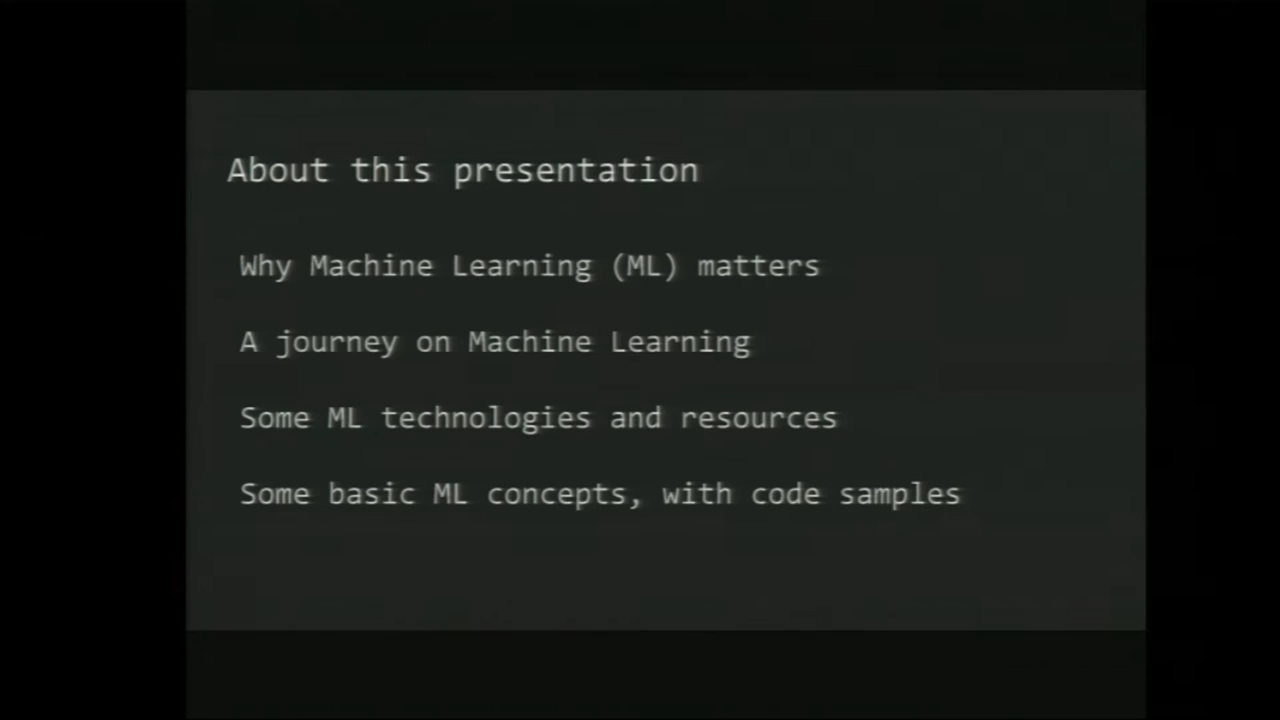 About this presentation
Why Machine Learning (ML) matters
A journey on Machine Learning
Some ML technologies and resources
Some basic ML concepts, with code samples